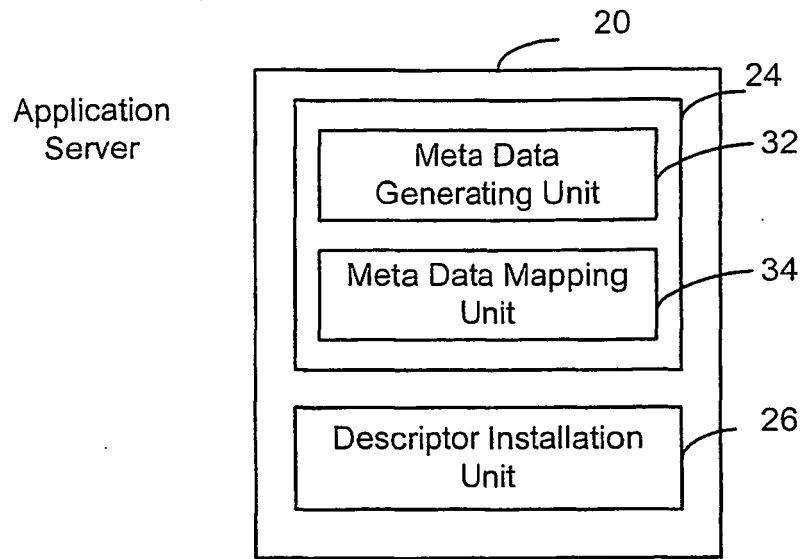 20
Application
Server
24
Meta Data
Generating Unit
32
Meta Data Mapping
Unit
34
Descriptor Installation
Unit
26